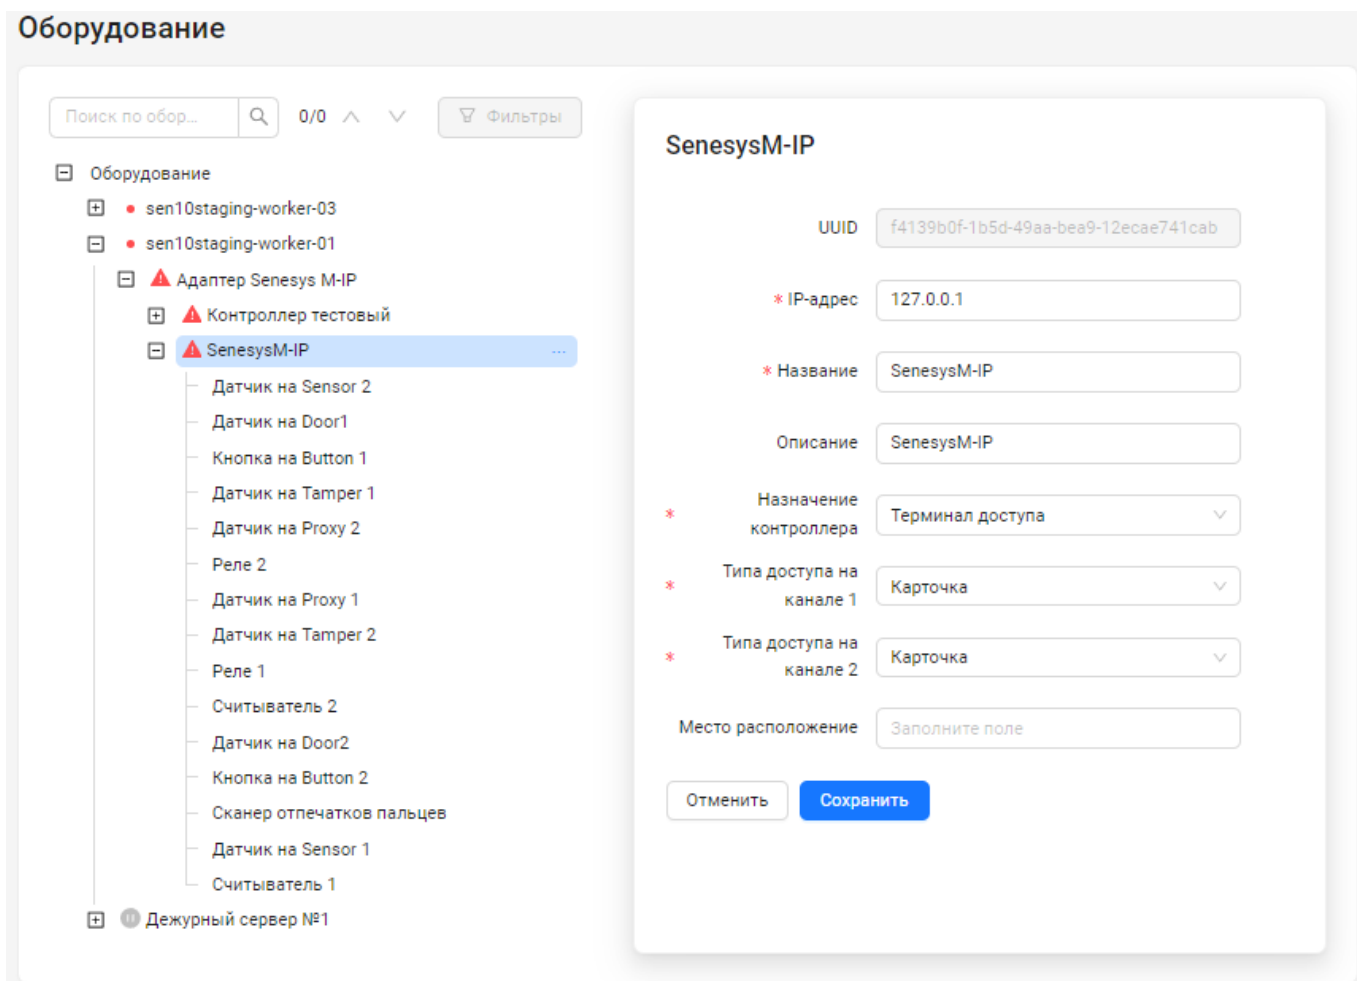 Оборудование
Поиск по обор...
0/0
Фильтры
Оборудование
sen10staging-worker-03
sen10staging-worker-01
Адаптер Senesys M-IP
Контроллер тестовый
SenesysM-IP
Датчик на Sensor 2
Датчик на Door1
Кнопка на Button 1
Датчик на Tamper 1
Датчик на Proxy 2
Реле 2
Датчик на Proxy 1
Датчик на Tamper 2
Реле 1
Считыватель 2
Датчик на Door2
Кнопка на Button 2
Сканер отпечатков пальцев
Датчик на Sensor 1
Считыватель 1
Дежурный сервер №1
SenesysM-IP
UUID
f4139b0f-1b5d-49aa-bea9-12ecae741cab
* IP-адрес
127.0.0.1
* Название
SenesysM-IP
Описание
SenesysM-IP
* Назначение
контроллера
Терминал доступа
* Типа доступа на
канале 1
Карточка
* Типа доступа на
канале 2
Карточка
Место расположение
Заполните поле
Отменить
Сохранить